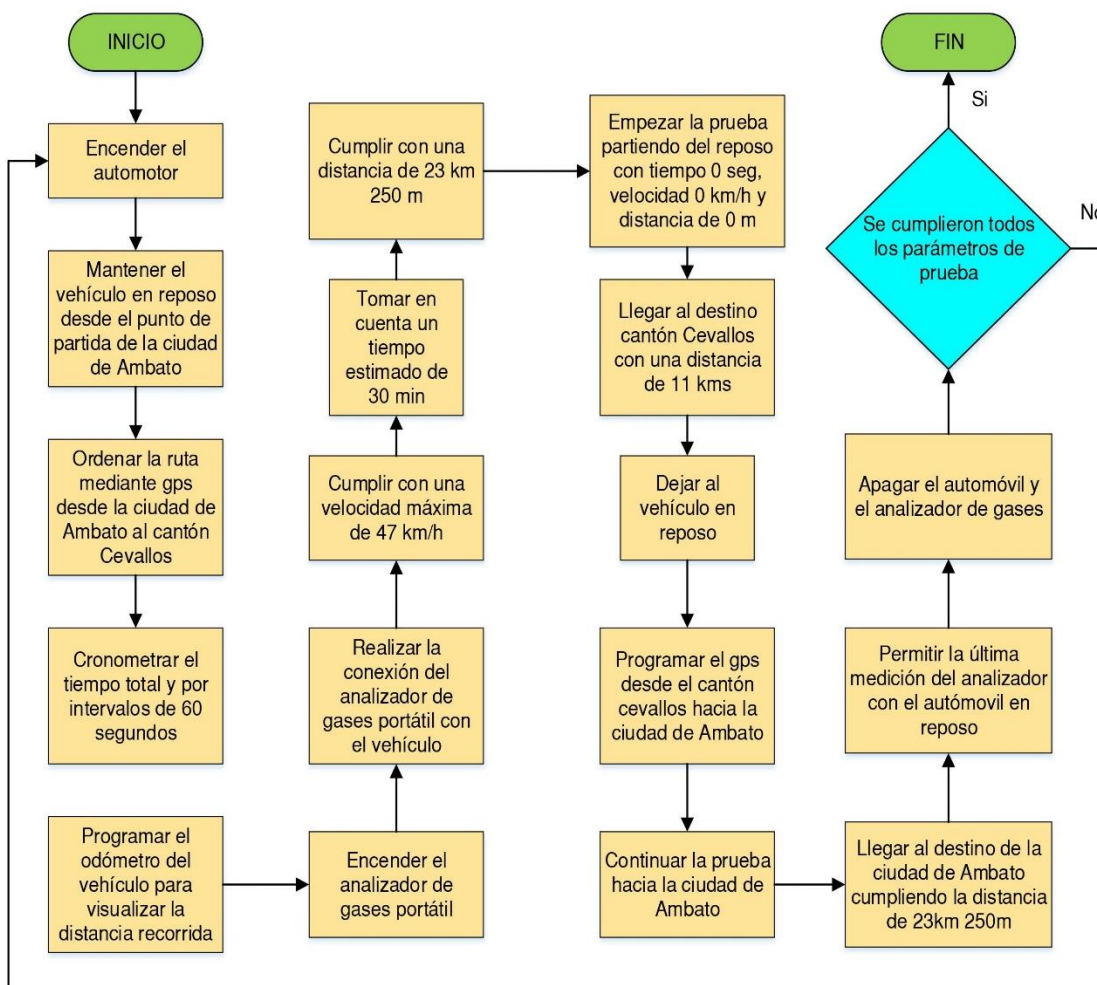 INICIO
Encender el
automotor
Mantener el
vehículo en reposo
desde el punto de
partida de la ciudad
de Ambato
Ordenar la ruta
mediante gps
desde la ciudad de
Ambato al cantón
Cevallos
Cronometrar el
tiempo total y por
intervalos de 60
segundos
Programar el
odómetro del
vehículo para
visualizar la
distancia recorrida
Encender el
analizador de
gases portátil
Realizar la
conexión del
analizador de
gases portátil con
el vehículo
Cumplir con una
velocidad máxima
de 47 km/h
Tomar en
cuenta un
tiempo
estimado de
30 min
Cumplir con una
distancia de 23 km
250 m
Empezar la prueba
partiendo del reposo
con tiempo 0 seg,
velocidad 0 km/h y
distancia de 0 m
Llegar al destino
cantón Cevallos
con una distancia
de 11 kms
Dejar al
vehículo en
reposo
Programar el gps
desde el cantón
cevallos hacia la
ciudad de Ambato
Continuar la prueba
hacia la ciudad de
Ambato
Llegar al destino de la
ciudad de Ambato
cumpliendo la distancia
de 23km 250m
Permitir la última
medición del analizador
con el autómovil en
reposo
Apagar el automóvil y
el analizador de gases
Se cumplieron todos
los parámetros de
prueba
No
Si
FIN